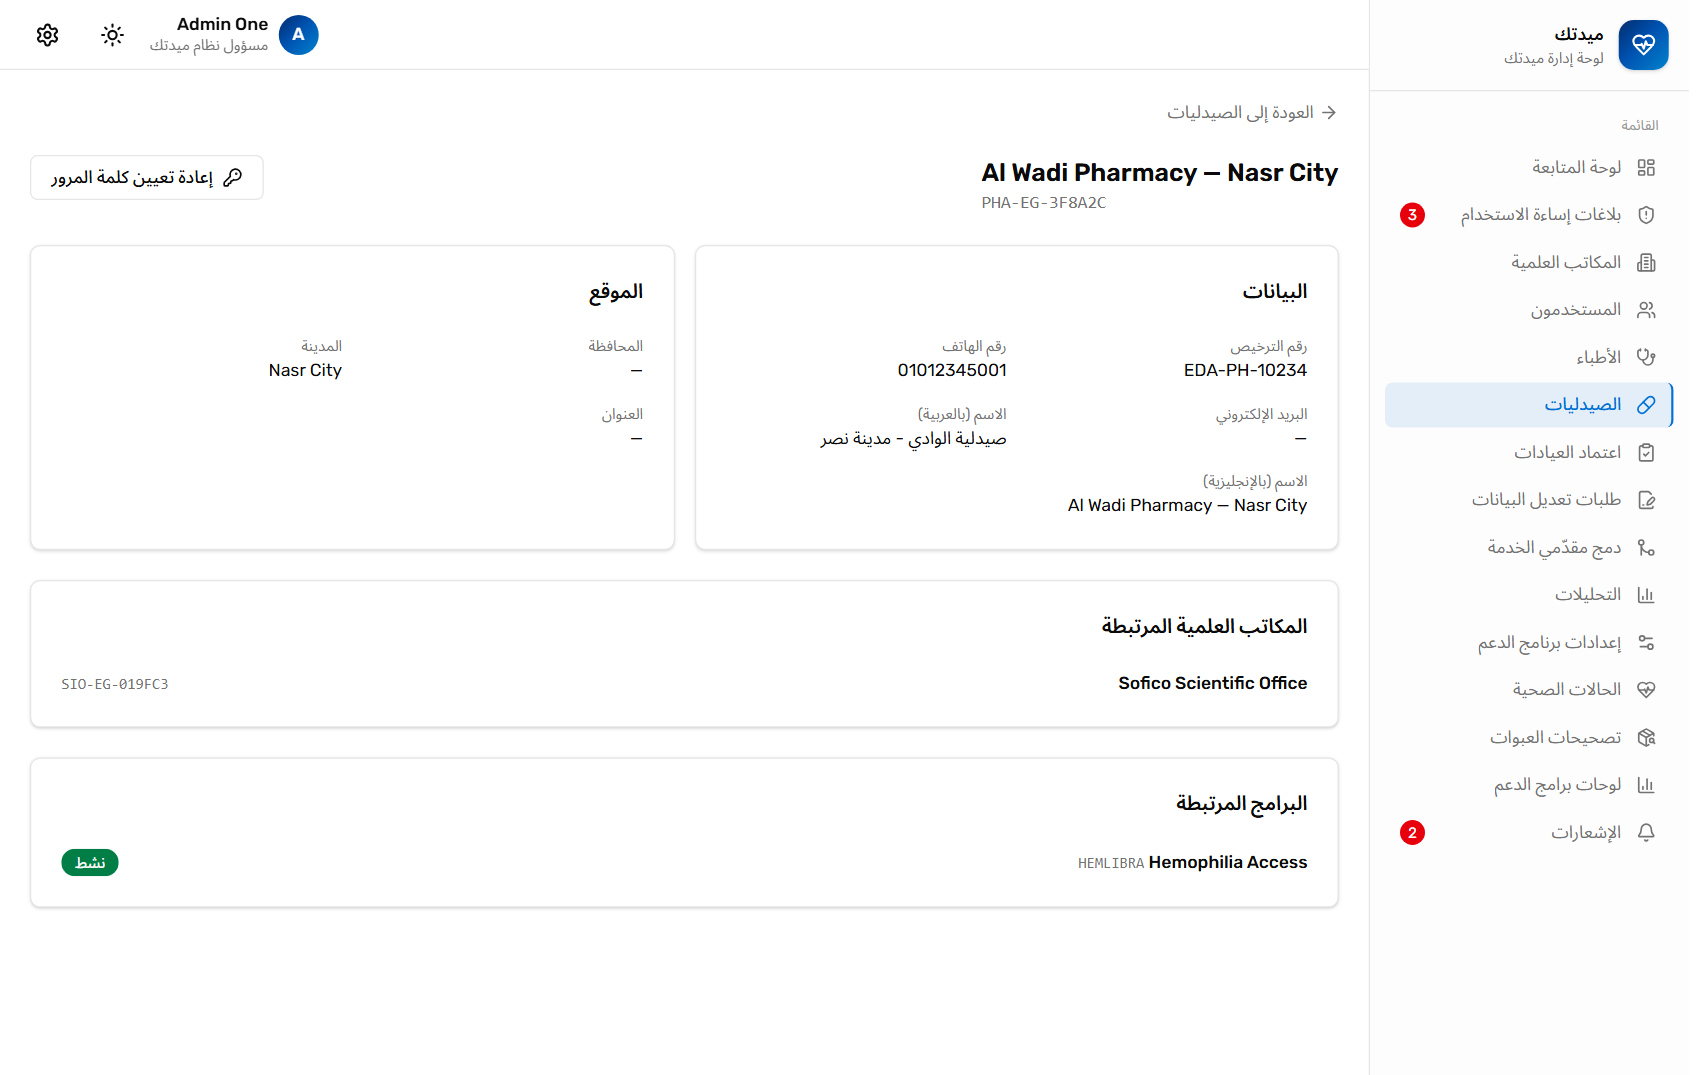 ميدتك
لوحة إدارة ميدتك
القائمة
لوحة المتابعة
بلاغات إساءة الاستخدام
3
المكاتب العلمية
المستخدمون
الأطباء
الصيدليات
اعتماد العيادات
طلبات تعديل البيانات
دمج مقدّمي الخدمة
التحليلات
إعدادات برنامج الدعم
الحالات الصحية
تصحيحات العبوات
لوحات برامج الدعم
الإشعارات
2
A
Admin One
مسؤول نظام ميدتك
العودة إلى الصيدليات
Al Wadi Pharmacy — Nasr City
PHA-EG-3F8A2C
إعادة تعيين كلمة المرور
البيانات
رقم الترخيص
EDA-PH-10234
رقم الهاتف
01012345001
البريد الإلكتروني
—
الاسم (بالعربية)
صيدلية الوادي - مدينة نصر
الاسم (بالإنجليزية)
Al Wadi Pharmacy — Nasr City
الموقع
المحافظة
—
المدينة
Nasr City
العنوان
—
المكاتب العلمية المرتبطة
Sofico Scientific Office
SIO-EG-019FC3
البرامج المرتبطة
Hemophilia Access HEMLIBRA
نشط